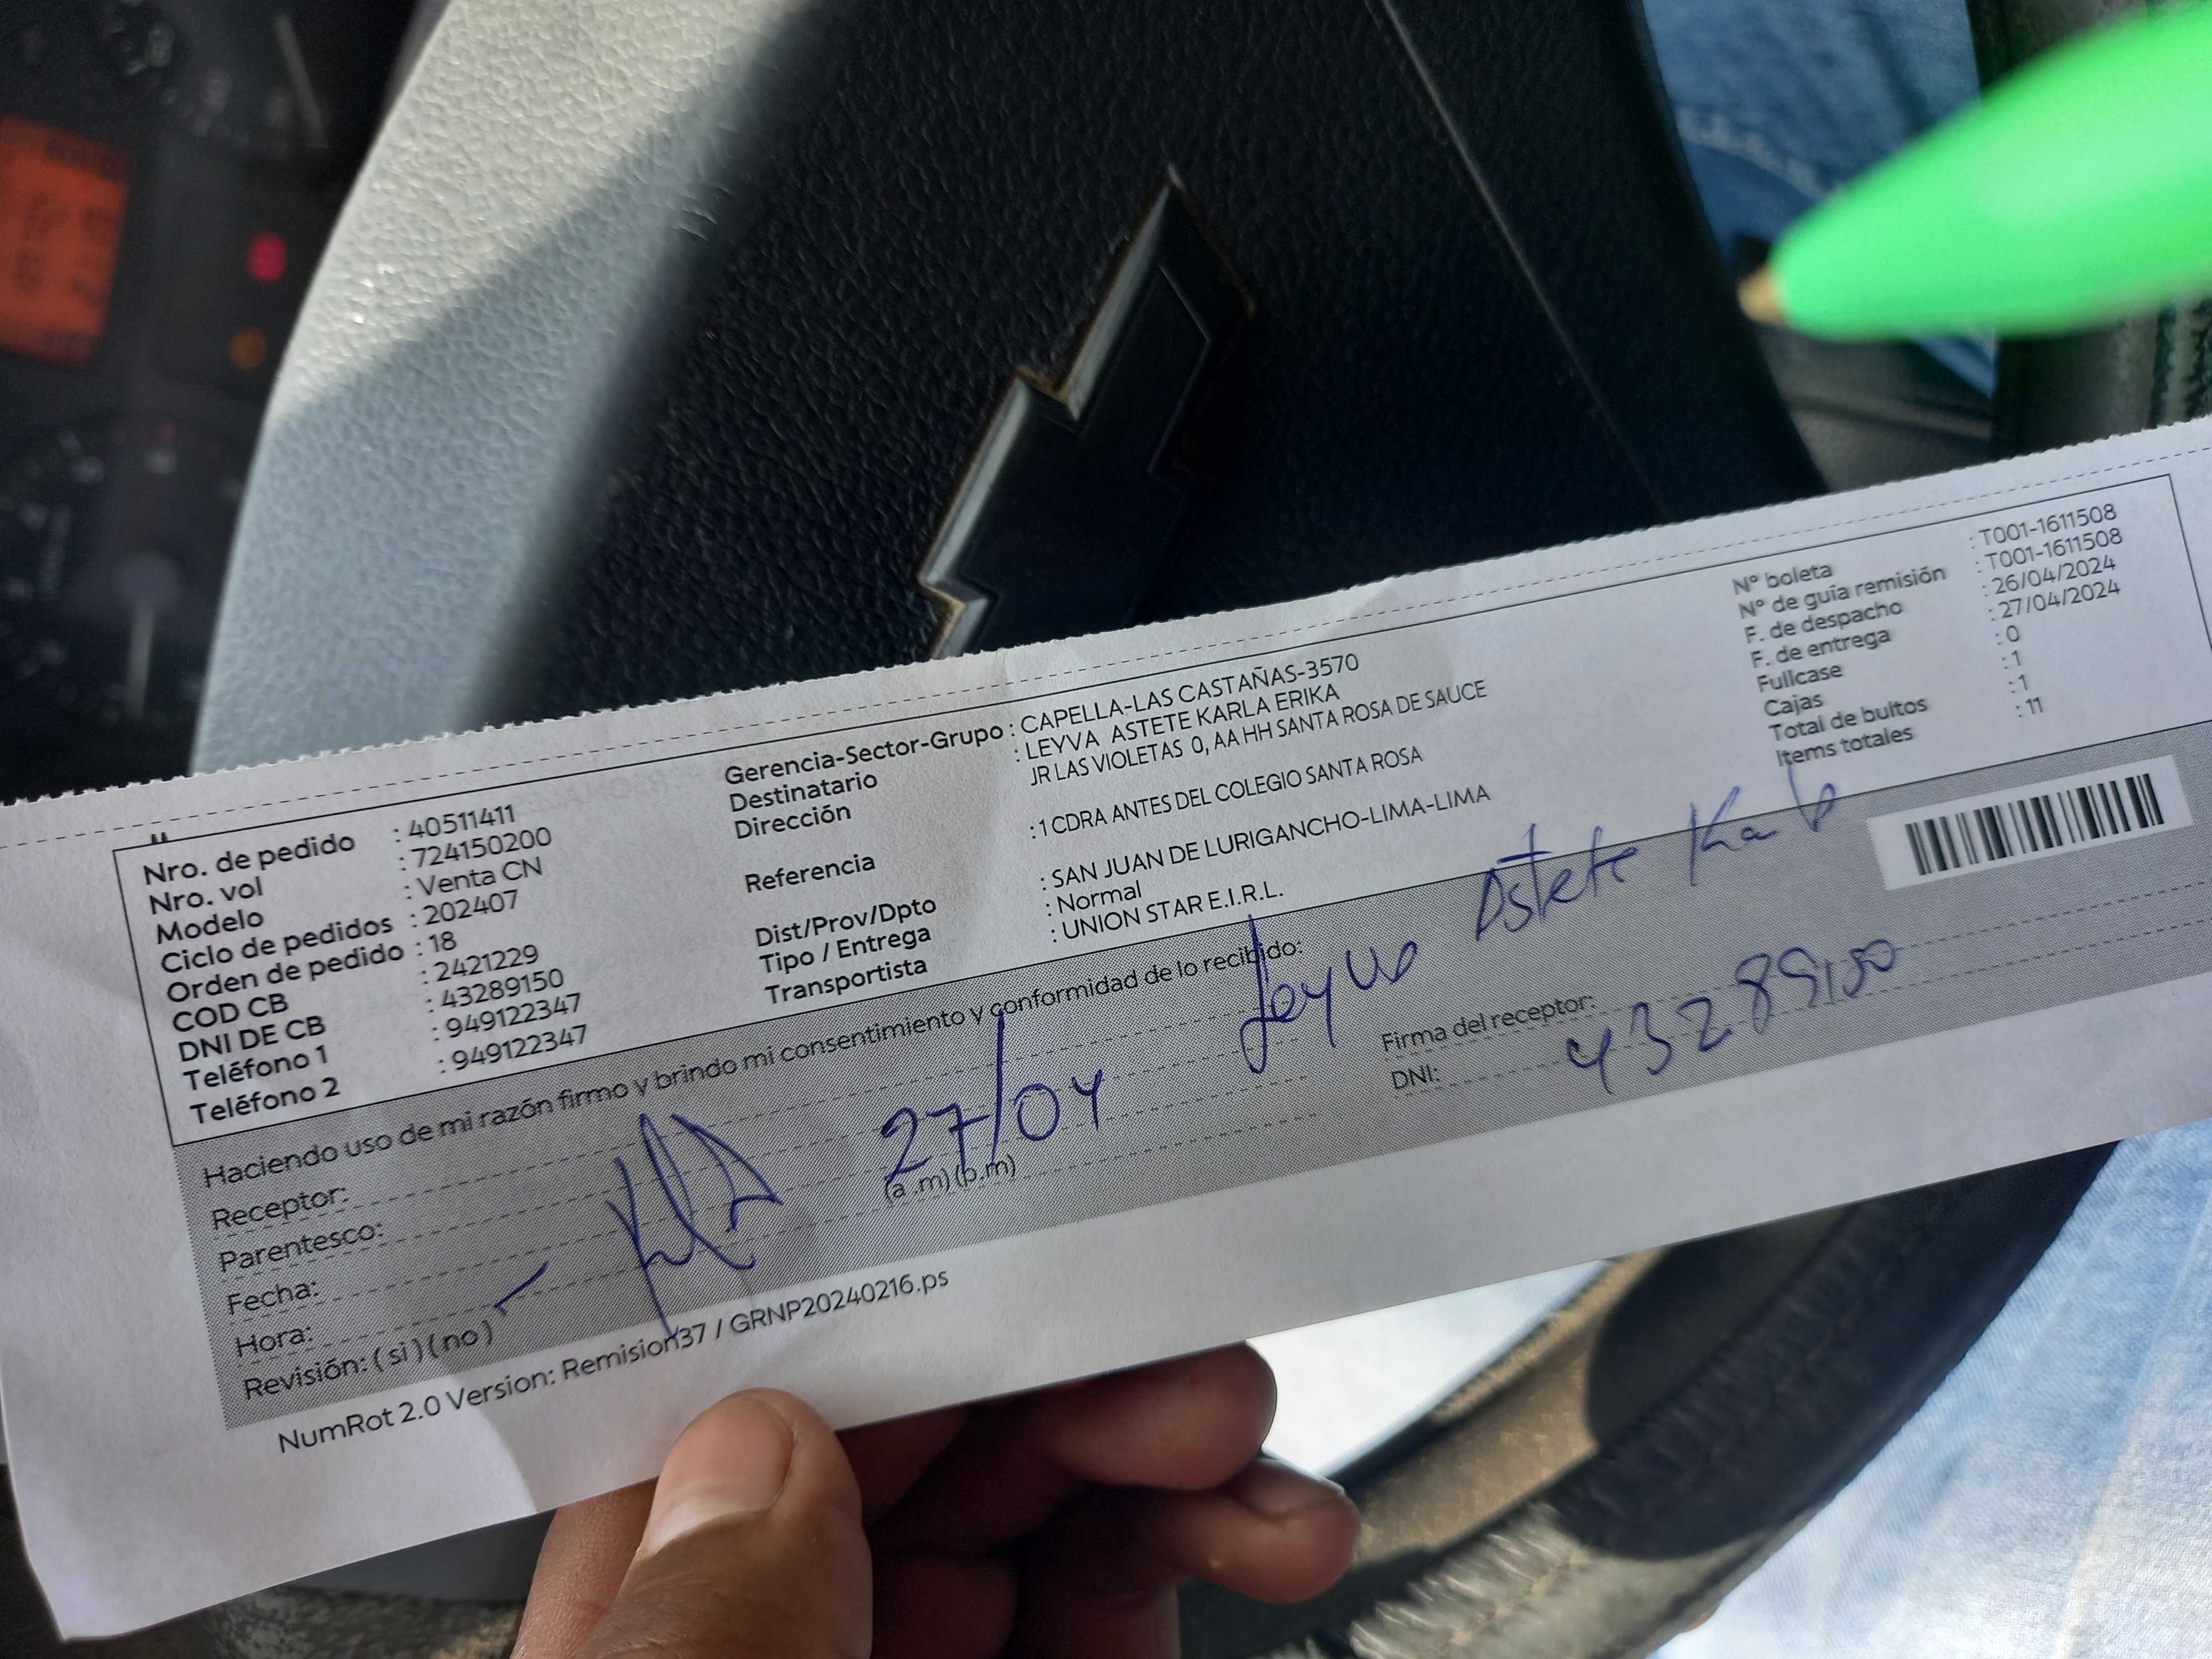 Nro. de pedido : 40511411
Nro. vol : 724150200
Modelo : Venta CN
Ciclo de pedidos : 202407
Orden de pedido : 18
COD CB : 2421229
DNI DE CB : 43289150
Teléfono 1 : 949122347
Teléfono 2 : 949122347
Gerencia-Sector-Grupo : CAPELLA-LAS CASTAÑAS-3570
Destinatario : LEYVA ASTETE KARLA ERIKA
Dirección JR LAS VIOLETAS 0, AA HH SANTA ROSA DE SAUCE
Referencia : 1 CDRA ANTES DEL COLEGIO SANTA ROSA
Dist/Prov/Dpto : SAN JUAN DE LURIGANCHO-LIMA-LIMA
Tipo / Entrega : Normal
Transportista : UNION STAR E.I.R.L.
N° boleta : T001-1611508
N° de guía remisión : T001-1611508
F. de despacho : 26/04/2024
F. de entrega : 27/04/2024
Fullcase : 0
Cajas : 1
Total de bultos : 1
Items totales : 11
Haciendo uso de mi razón firmo y brindo mi consentimiento y conformidad de lo recibido:
Receptor:
Parentesco:
Fecha: 27/04
Hora: (a .m) (p.m)
Revisión: ( si ) ( no )
Astete
Firma del receptor:
DNI: 43289150
NumRot 2.0 Version: Remision37 / GRNP20240216.ps